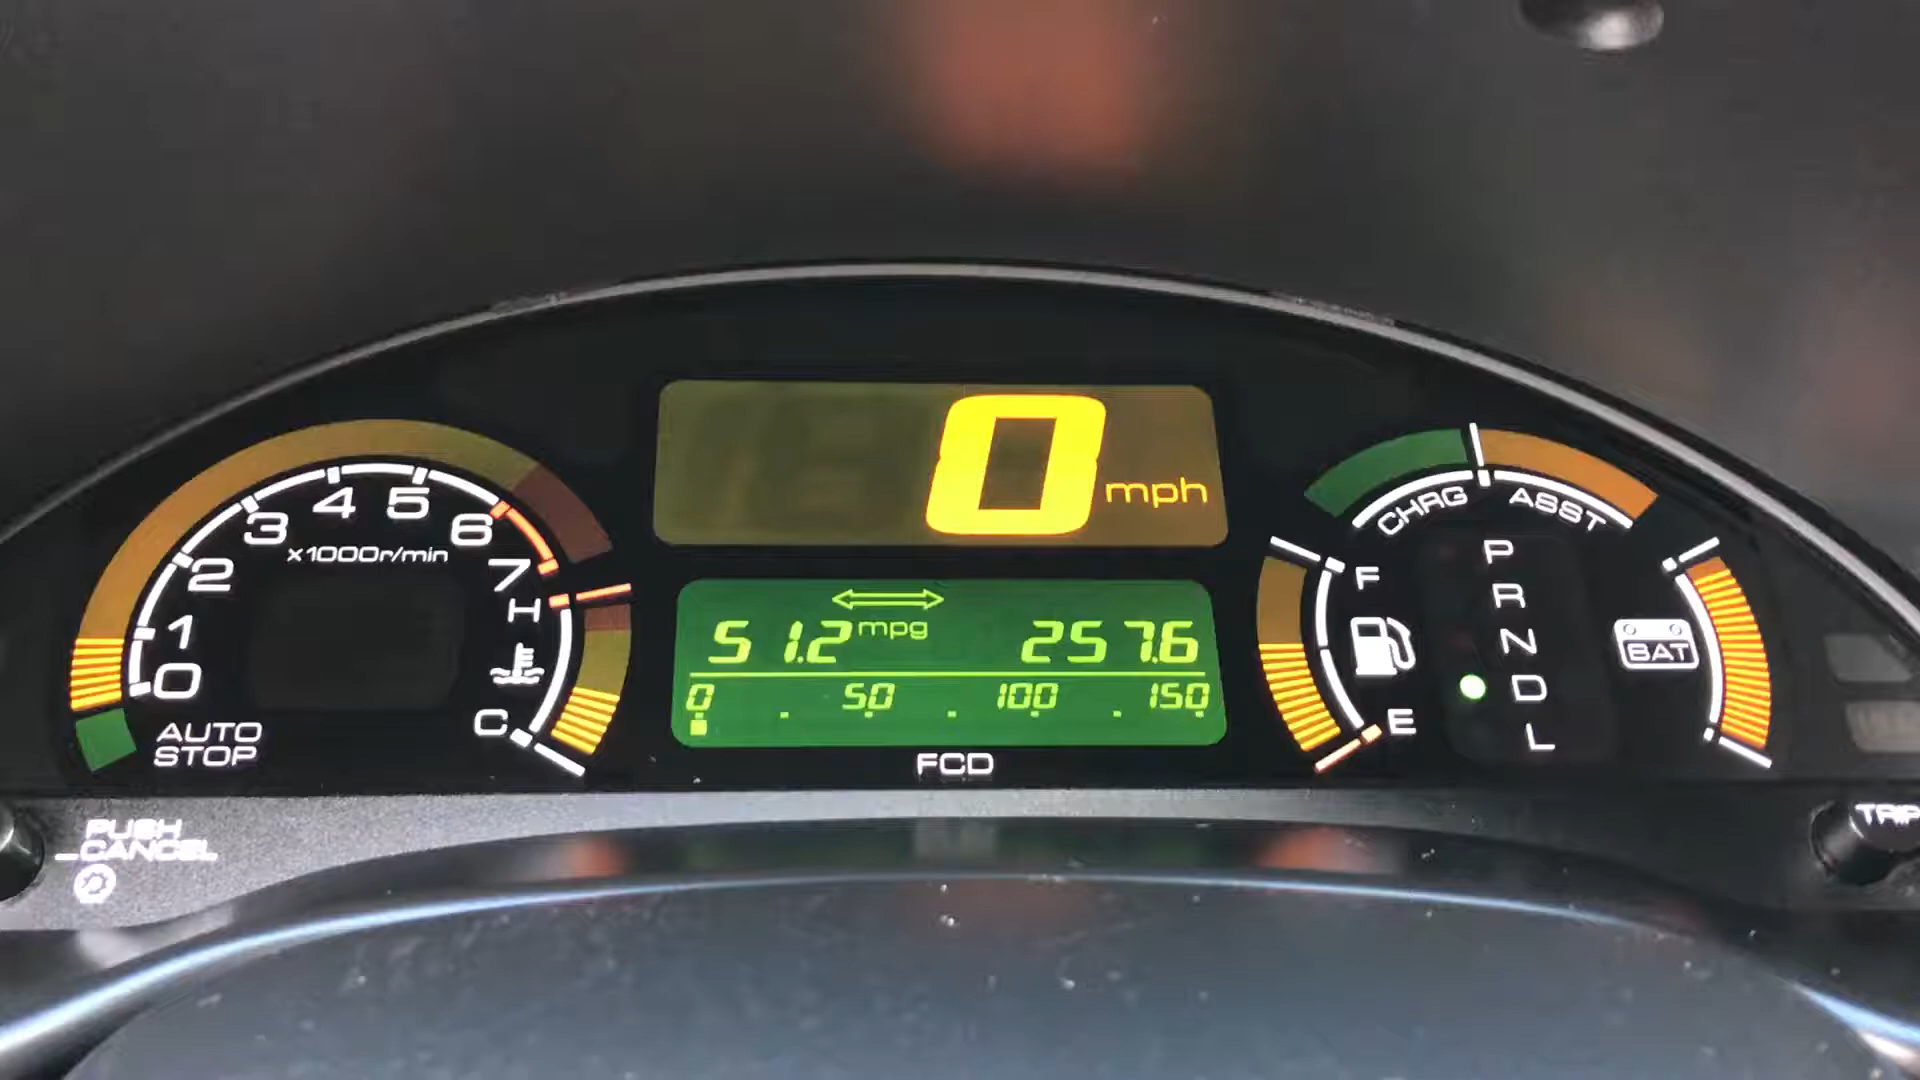 0 mph
0 1 2 3 4 5 6 7
x1000r/min
AUTO
STOP
H
C
51.2 mpg 257.6
0 50 100 150
FCD
CHRG ASST
F
E
P
R
N
D
L
BAT
PUSH
CANCEL
TRIP